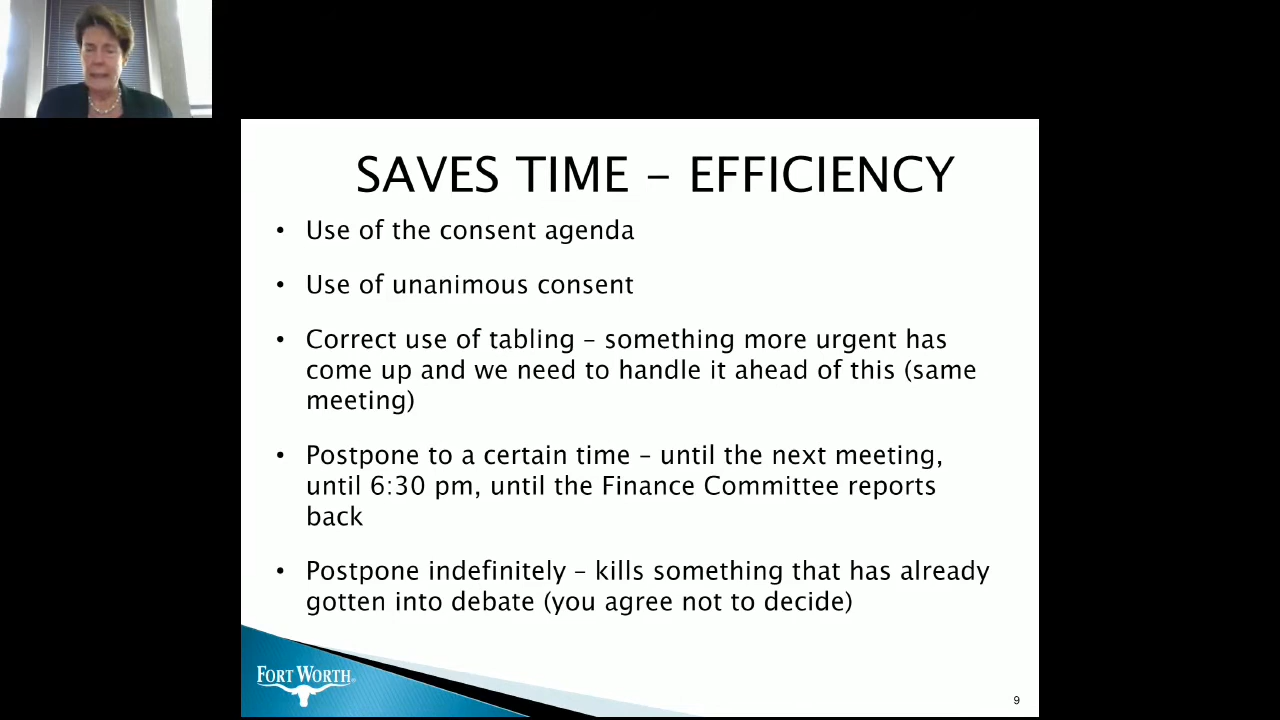 SAVES TIME – EFFICIENCY
• Use of the consent agenda
• Use of unanimous consent
• Correct use of tabling – something more urgent has
come up and we need to handle it ahead of this (same
meeting)
• Postpone to a certain time – until the next meeting,
until 6:30 pm, until the Finance Committee reports
back
• Postpone indefinitely – kills something that has already
gotten into debate (you agree not to decide)
FORT WORTH®
9